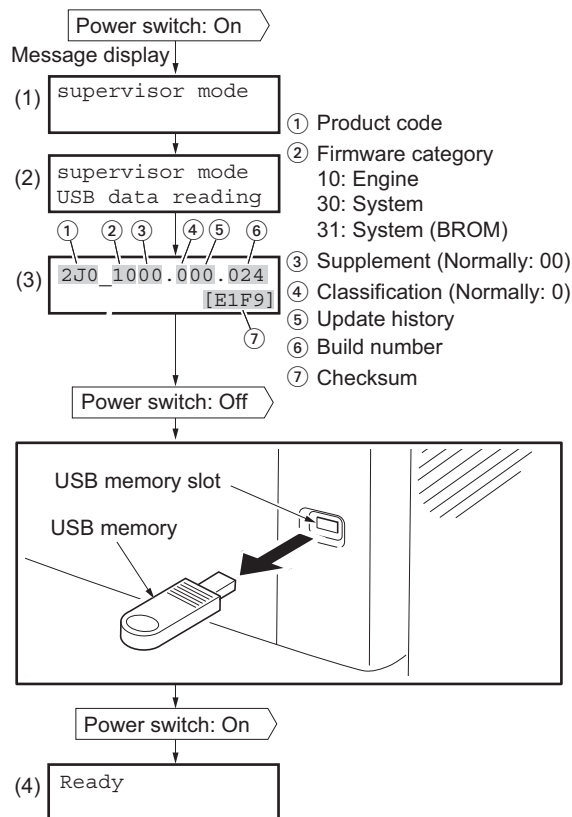 Power switch: On
Message display
(1)
supervisor mode
① Product code
② Firmware category
10: Engine
30: System
31: System (BROM)
③ Supplement (Normally: 00)
④ Classification (Normally: 0)
⑤ Update history
⑥ Build number
⑦ Checksum
(2)
supervisor mode
USB data reading
① ② ③ ④ ⑤ ⑥
(3)
2J0_1000.000.024
[E1F9]
⑦
Power switch: Off
USB memory slot
USB memory
Power switch: On
(4)
Ready